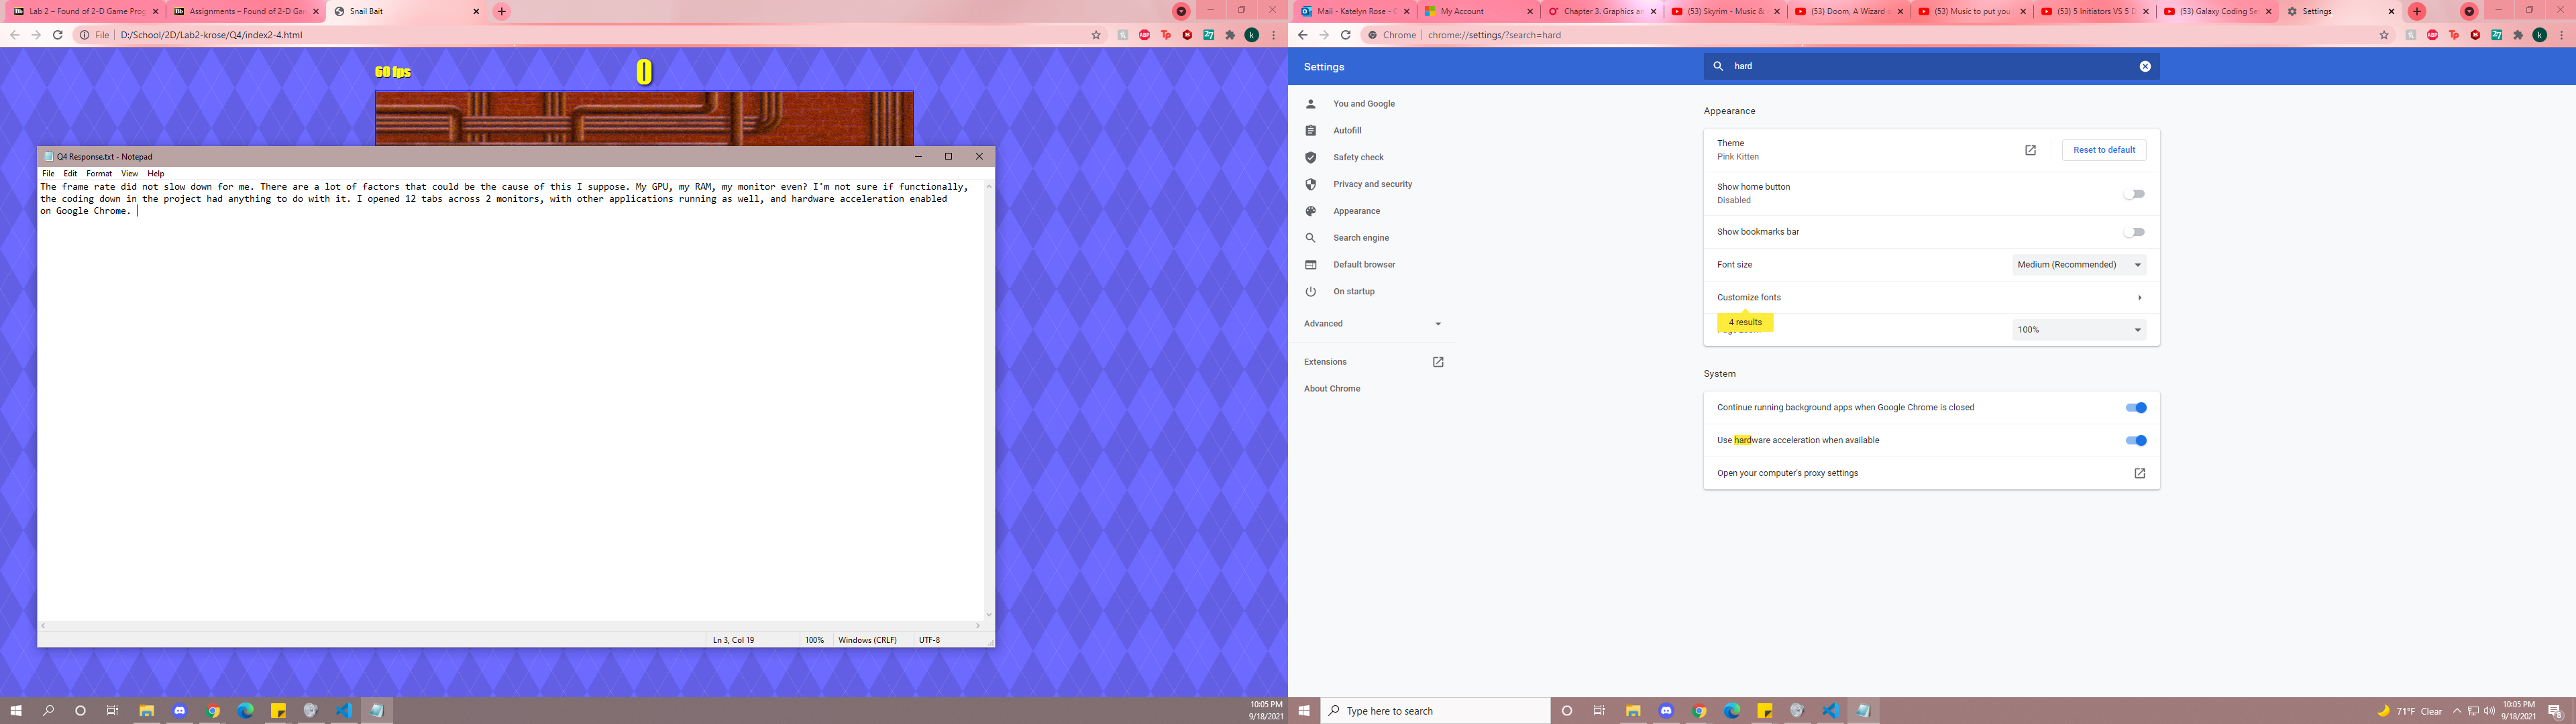 Lab 2 – Found of 2-D Game Prog
Assignments – Found of 2-D Gam
Snail Bait
File
D:/School/2D/Lab2-krose/Q4/index2-4.html
60 fps
0
Q4 Response.txt - Notepad
File Edit Format View Help
The frame rate did not slow down for me. There are a lot of factors that could be the cause of this I suppose. My GPU, my RAM, my monitor even? I'm not sure if functionally,
the coding down in the project had anything to do with it. I opened 12 tabs across 2 monitors, with other applications running as well, and hardware acceleration enabled
on Google Chrome.
Ln 3, Col 19
100%
Windows (CRLF)
UTF-8
10:05 PM
9/18/2021
Mail - Katelyn Rose - O
My Account
Chapter 3. Graphics an
(53) Skyrim - Music &
(53) Doom, A Wizard o
(53) Music to put you
(53) 5 Initiators VS 5 D
(53) Galaxy Coding Se
Settings
Chrome
chrome://settings/?search=hard
Settings
hard
You and Google
Autofill
Safety check
Privacy and security
Appearance
Search engine
Default browser
On startup
Advanced
Extensions
About Chrome
Appearance
Theme
Pink Kitten
Reset to default
Show home button
Disabled
Show bookmarks bar
Font size
Medium (Recommended)
Customize fonts
4 results
100%
System
Continue running background apps when Google Chrome is closed
Use hardware acceleration when available
Open your computer's proxy settings
Type here to search
71°F Clear
10:05 PM
9/18/2021